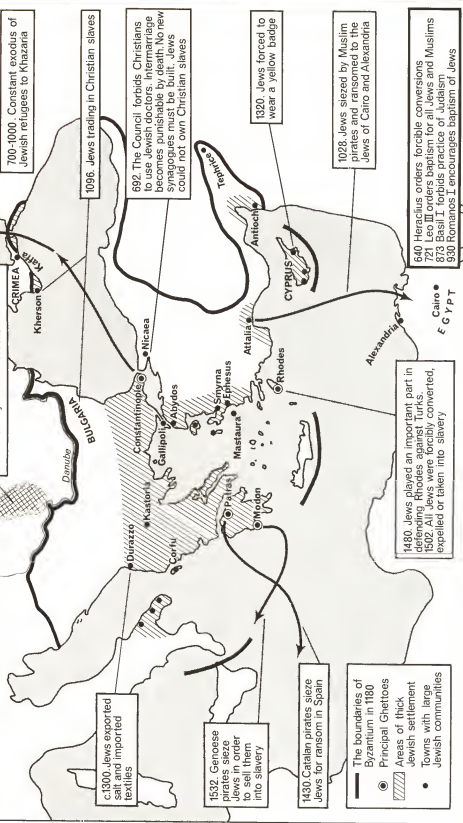 700-1000. Constant exodus of
Jewish refugees to Khazaria
1096. Jews trading in Christian slaves
692. The Council forbids Christians
to use Jewish doctors. Intermarriage
becomes punishable by death. No new
synagogues must be built. Jews
could not own Christian slaves
1320. Jews forced to
wear a yellow badge
1028. Jews siezed by Muslim
pirates and ransomed to the
Jews of Cairo and Alexandria
640 Heraclius orders forcible conversions
721 Leo III orders baptism for all Jews and Muslims
873 Basil I forbids practice of Judaism
930 Romanos I encourages baptism of Jews
CRIMEA
Kaffa
Kherson
Danube
BULGARIA
Constantinople
Nicaea
Gallipoli
Abydos
Tephrice
Durazzo
Kastoria
Corfu
Smyrna
Ephesus
Mastaura
Attalia
Antioch
Patras
Modon
Rhodes
CYPRUS
Alexandria
Cairo
EGYPT
c.1300. Jews exported
salt and imported
textiles
1532. Genoese
pirates sieze
Jews in order
to sell them
into slavery
1430. Catalan pirates sieze
Jews for ransom in Spain
1480. Jews played an important part in
defending Rhodes against Turks.
1502. All Jews were forcibly converted,
expelled or taken into slavery
The boundaries of
Byzantium in 1180
Principal Ghettoes
Areas of thick
Jewish settlement
Towns with large
Jewish communities